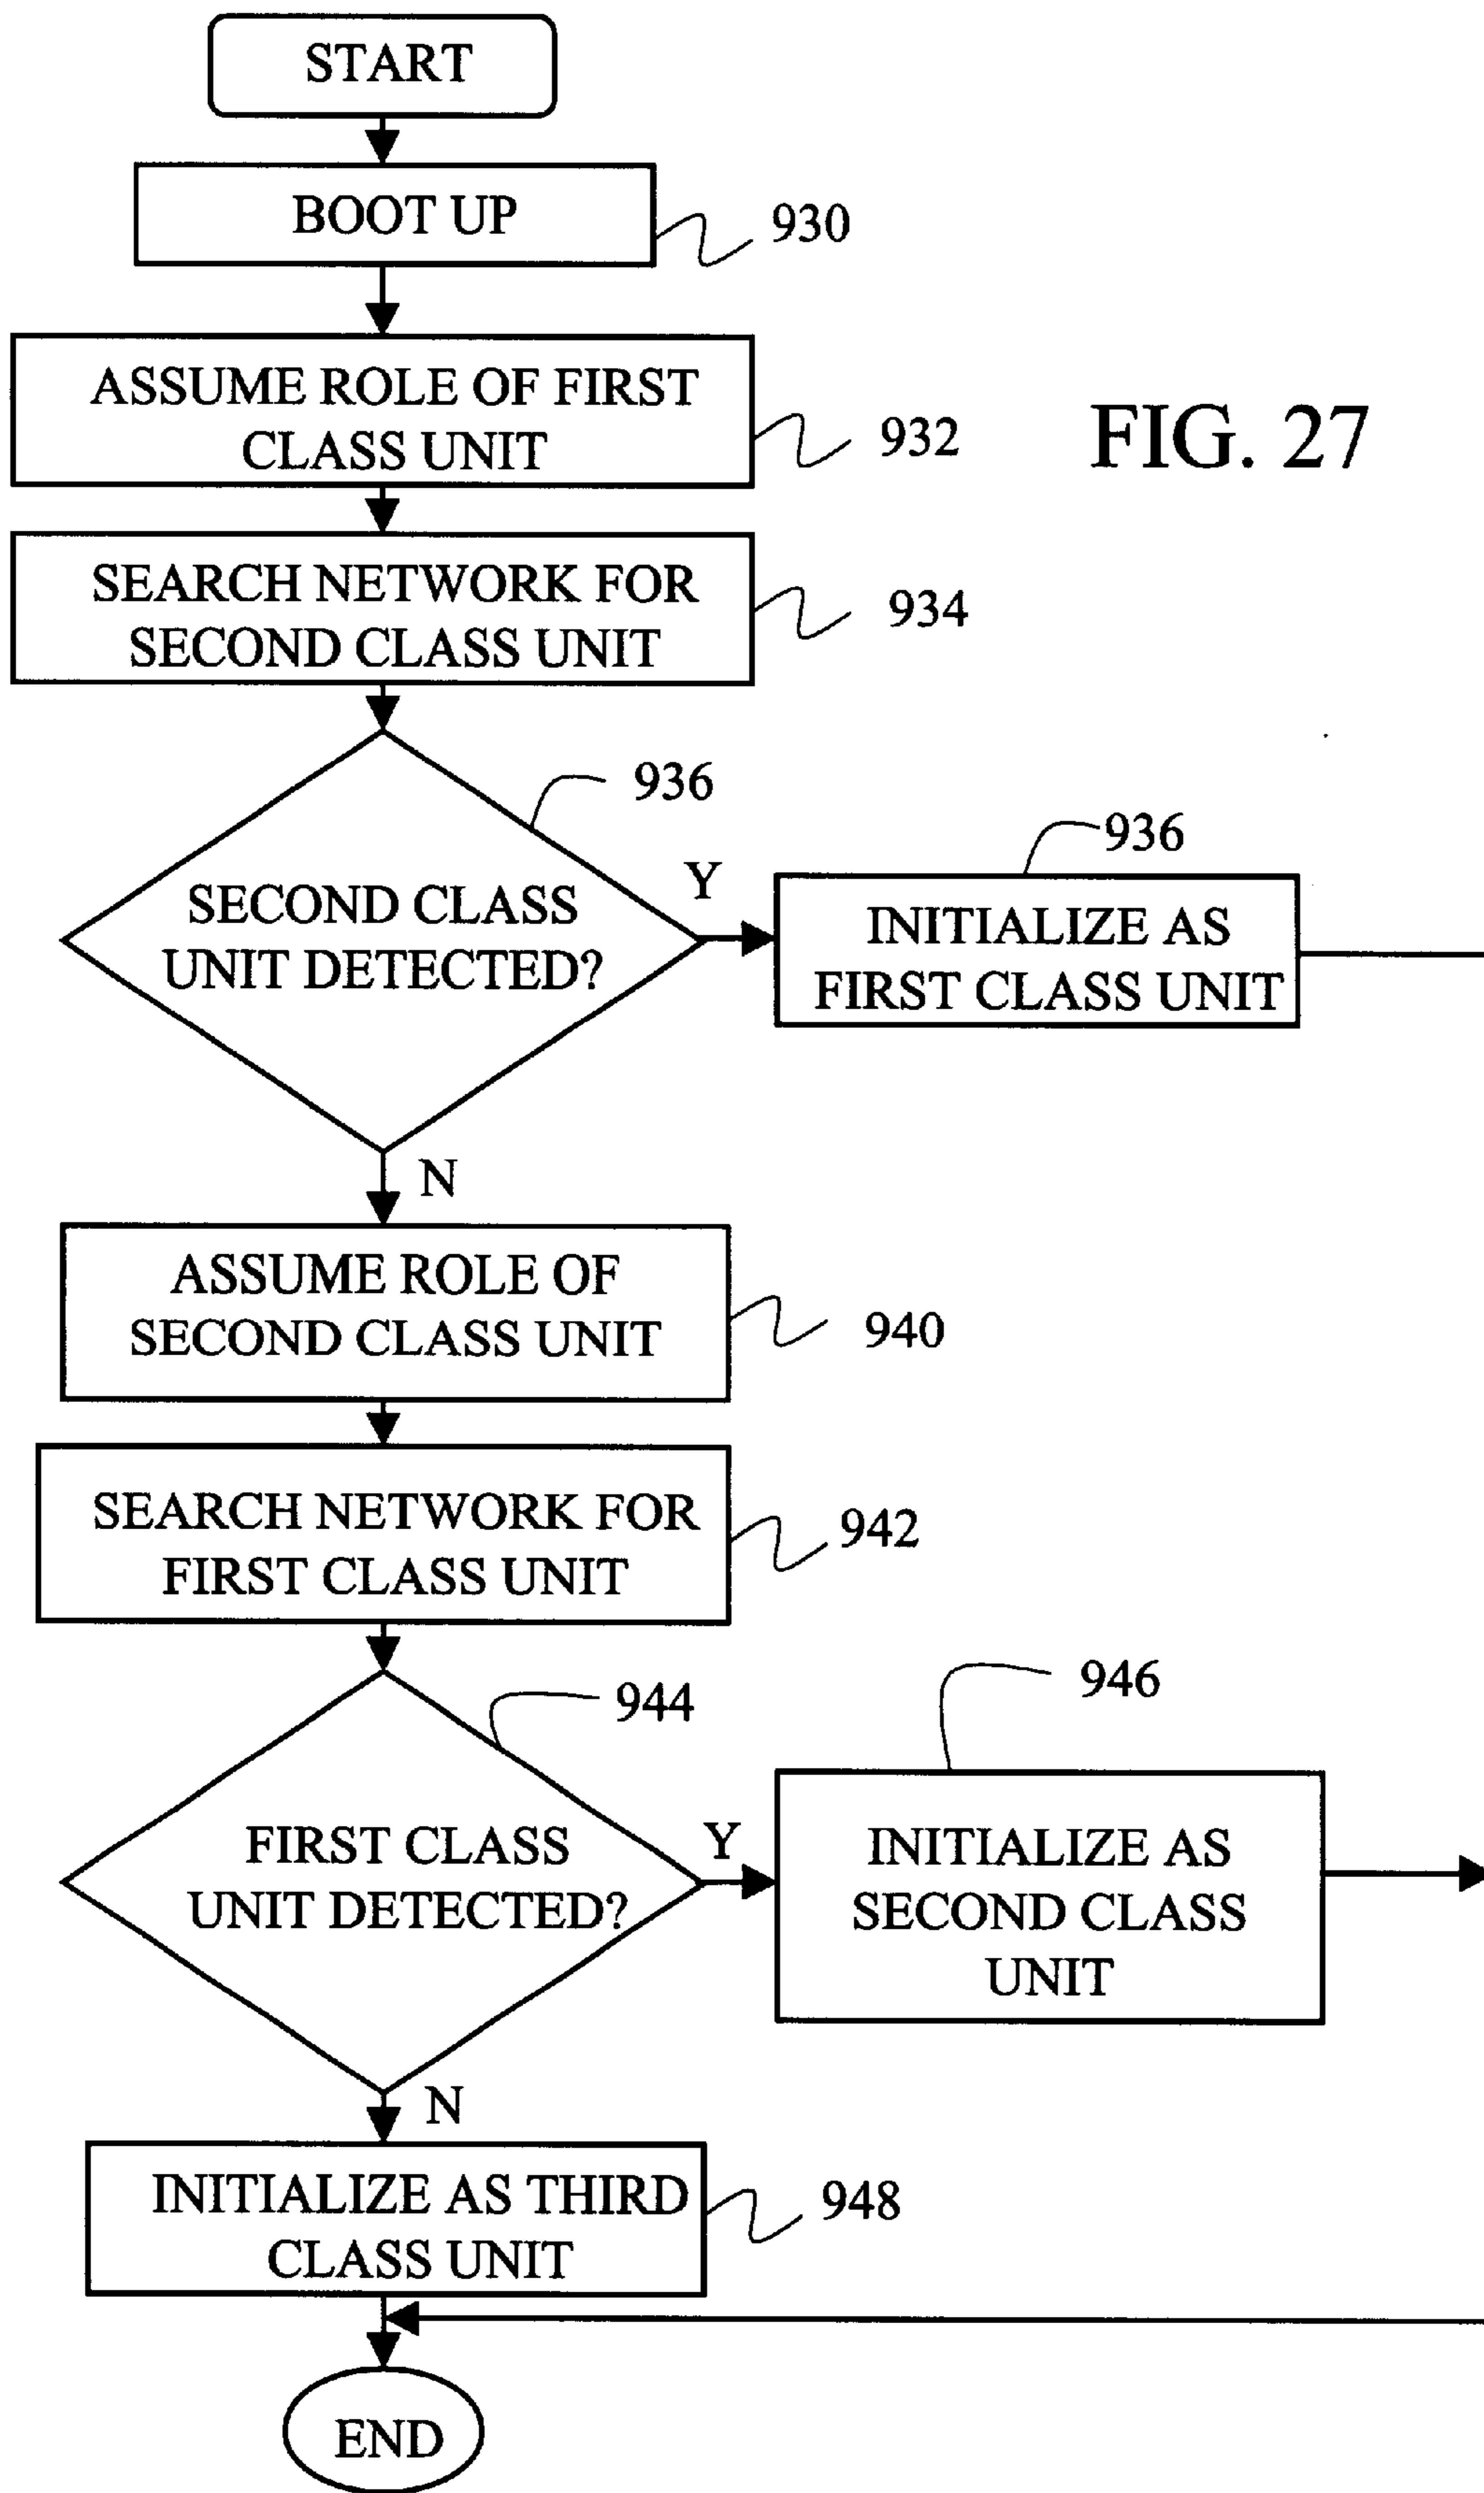 START
BOOT UP
930
ASSUME ROLE OF FIRST
CLASS UNIT
932
FIG. 27
SEARCH NETWORK FOR
SECOND CLASS UNIT
934
936
SECOND CLASS
UNIT DETECTED?
Y
936
INITIALIZE AS
FIRST CLASS UNIT
N
ASSUME ROLE OF
SECOND CLASS UNIT
940
SEARCH NETWORK FOR
FIRST CLASS UNIT
942
944
FIRST CLASS
UNIT DETECTED?
Y
946
INITIALIZE AS
SECOND CLASS
UNIT
N
INITIALIZE AS THIRD
CLASS UNIT
948
END